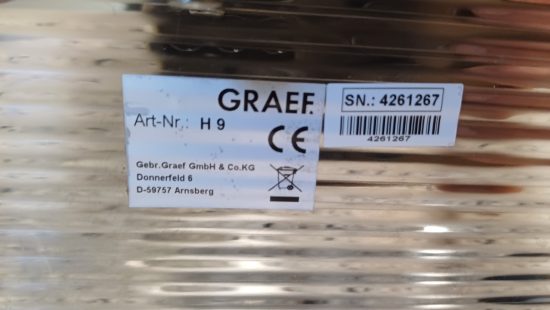 GRAEF.
Art-Nr.: H 9
CE
Gebr.Graef GmbH & Co.KG
Donnerfeld 6
D-59757 Arnsberg
SN.: 4261267
4261267